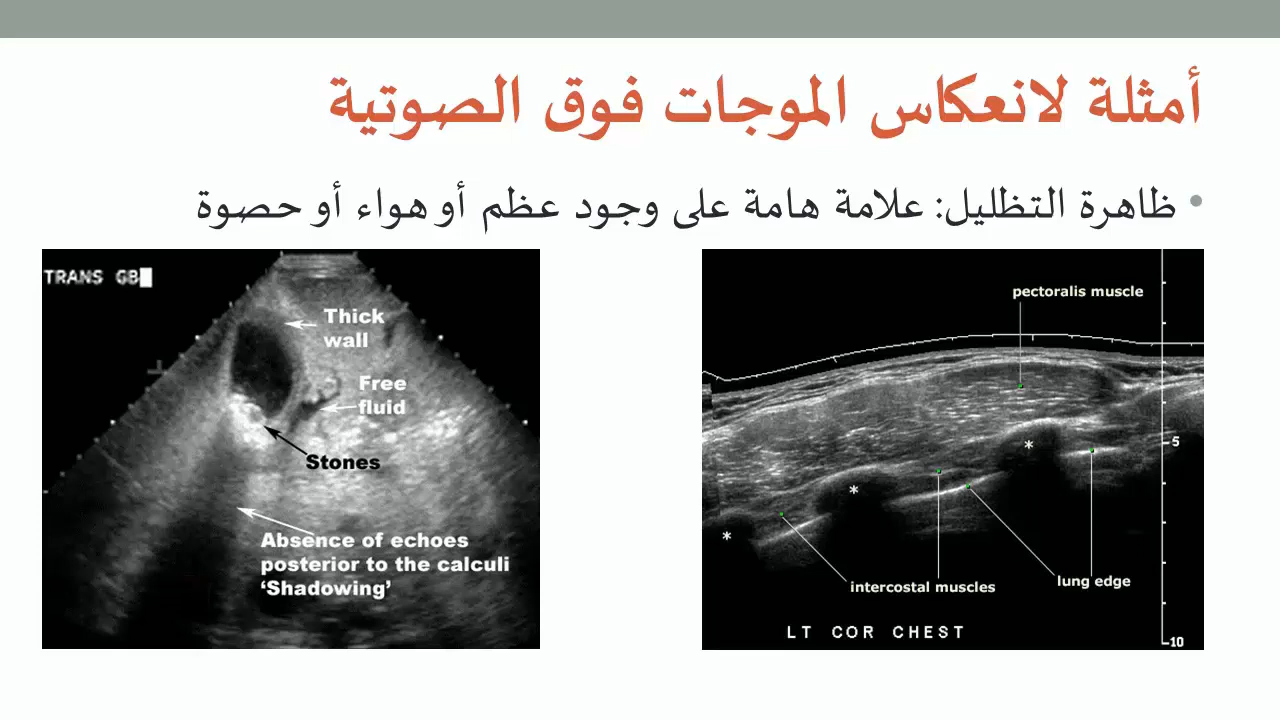 أمثلة لانعكاس الموجات فوق الصوتية
• ظاهرة التظليل: علامة هامة على وجود عظم أو هواء أو حصوة
TRANS GB
Thick
wall
Free
fluid
Stones
Absence of echoes
posterior to the calculi
‘Shadowing’
pectoralis muscle
*
*
*
5
intercostal muscles
lung edge
LT COR CHEST
10